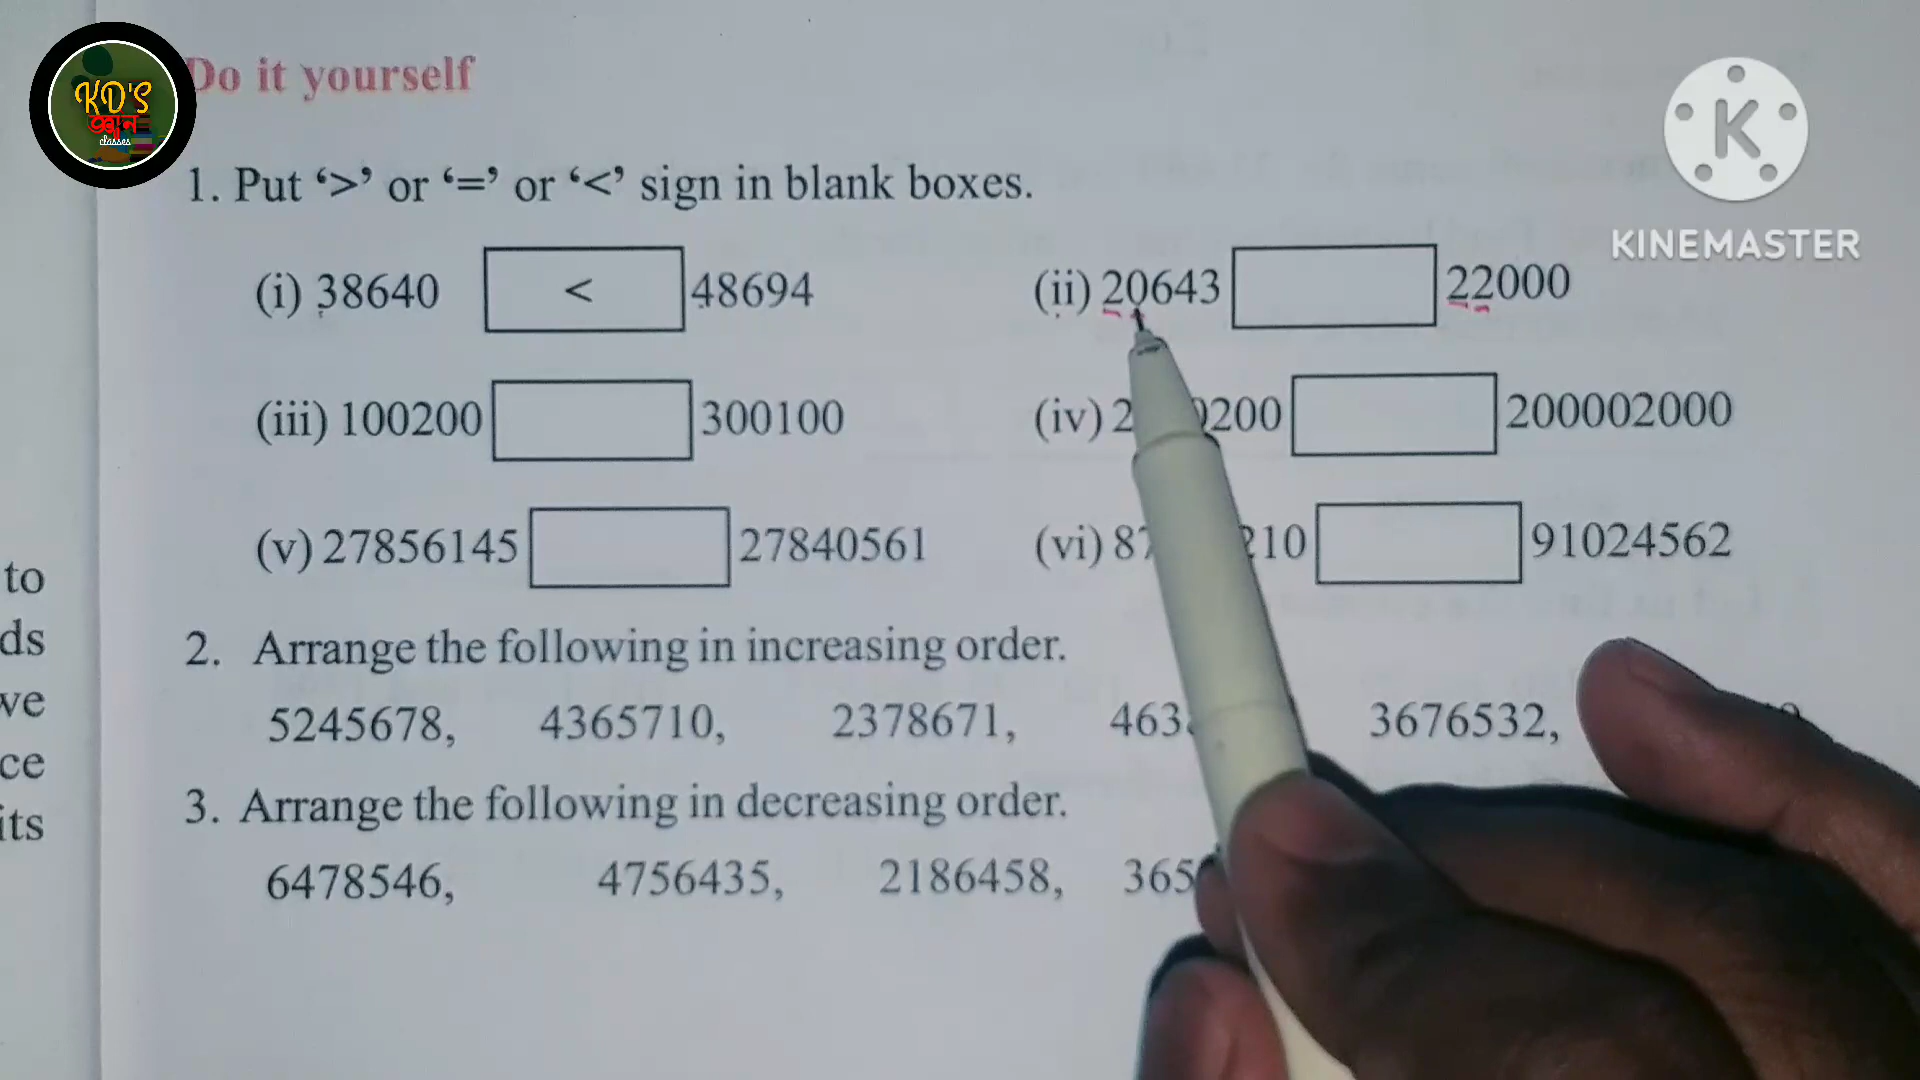 KD'S
জ্ঞান
classes
K
KINEMASTER
Do it yourself
1. Put ‘>’ or ‘=’ or ‘<’ sign in blank boxes.
(i) 38640 < 48694 (ii) 20643 22000
(iii) 100200 300100 (iv) 200002000
(v) 27856145 27840561 (vi) 91024562
to
ds
ve
ce
its
2. Arrange the following in increasing order.
5245678, 4365710, 2378671, 3676532,
3. Arrange the following in decreasing order.
6478546, 4756435, 2186458,